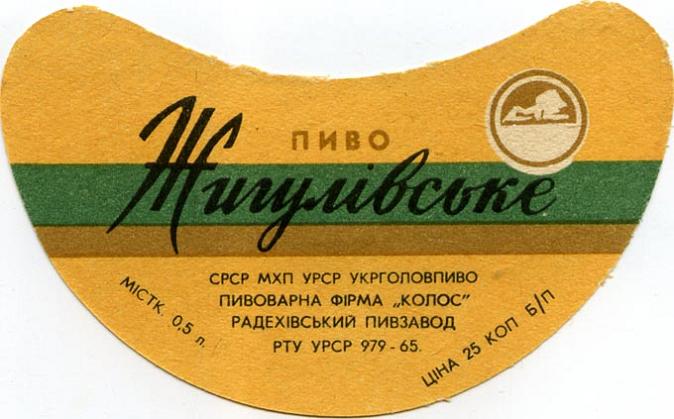 ПИВО
Жигулівське
СРСР МХП УРСР УКРГОЛОВПИВО
ПИВОВАРНА ФІРМА „КОЛОС"
РАДЕХІВСЬКИЙ ПИВЗАВОД
РТУ УРСР 979-65.
МІСТК. 0,5 л.
ЦІНА 25 КОП Б/П